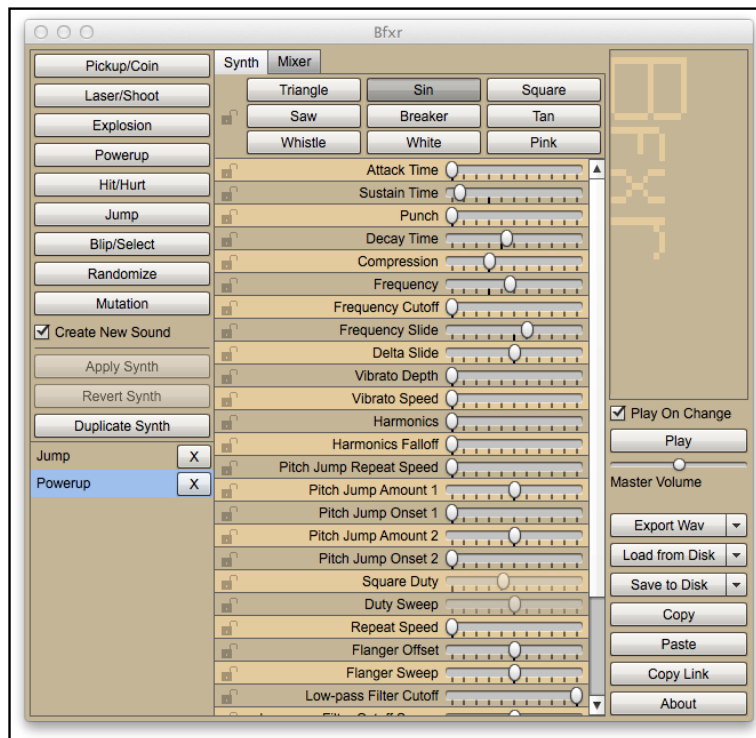 Bfxr
Pickup/Coin
Laser/Shoot
Explosion
Powerup
Hit/Hurt
Jump
Blip/Select
Randomize
Mutation
Create New Sound
Apply Synth
Revert Synth
Duplicate Synth
Jump X
Powerup X
Synth Mixer
Triangle Sin Square
Saw Breaker Tan
Whistle White Pink
Attack Time
Sustain Time
Punch
Decay Time
Compression
Frequency
Frequency Cutoff
Frequency Slide
Delta Slide
Vibrato Depth
Vibrato Speed
Harmonics
Harmonics Falloff
Pitch Jump Repeat Speed
Pitch Jump Amount 1
Pitch Jump Onset 1
Pitch Jump Amount 2
Pitch Jump Onset 2
Square Duty
Duty Sweep
Repeat Speed
Flanger Offset
Flanger Sweep
Low-pass Filter Cutoff
Bfxr
Play On Change
Play
Master Volume
Export Wav
Load from Disk
Save to Disk
Copy
Paste
Copy Link
About